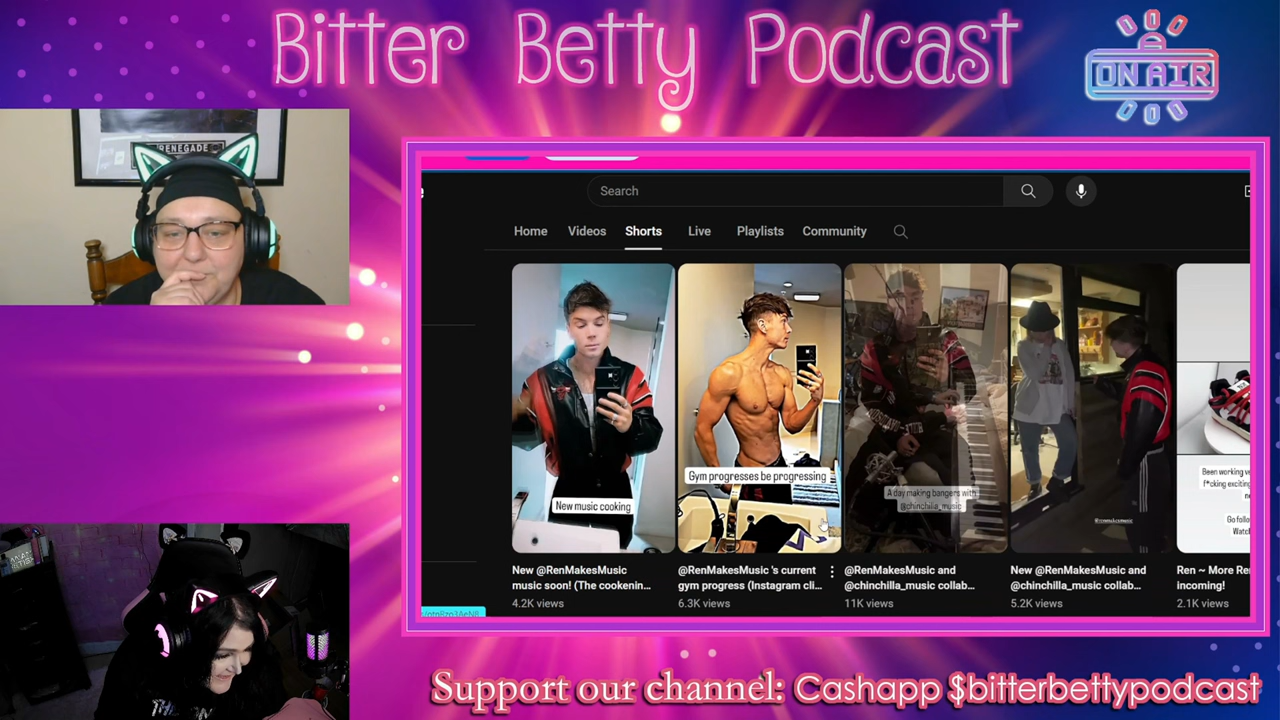 Bitter Betty Podcast
ON AIR
RENEGADE
Search
Home Videos Shorts Live Playlists Community
New music cooking
Gym progresses be progressing
A day making bangers with
@chinchilla_music
@renmakesmusic
Been working
f*cking exciting
Go follo
Watc
New @RenMakesMusic
music soon! (The cookenin...
4.2K views
@RenMakesMusic 's current
gym progress (Instagram cli...
6.3K views
@RenMakesMusic and
@chinchilla_music collab...
11K views
New @RenMakesMusic and
@chinchilla_music collab...
5.2K views
Ren ~ More Re
incoming!
2.1K views
Support our channel: Cashapp $bitterbettypodcast